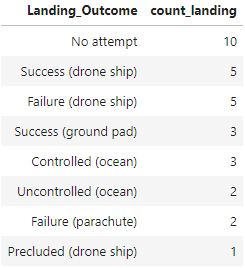 Landing_Outcome count_landing
No attempt 10
Success (drone ship) 5
Failure (drone ship) 5
Success (ground pad) 3
Controlled (ocean) 3
Uncontrolled (ocean) 2
Failure (parachute) 2
Precluded (drone ship) 1